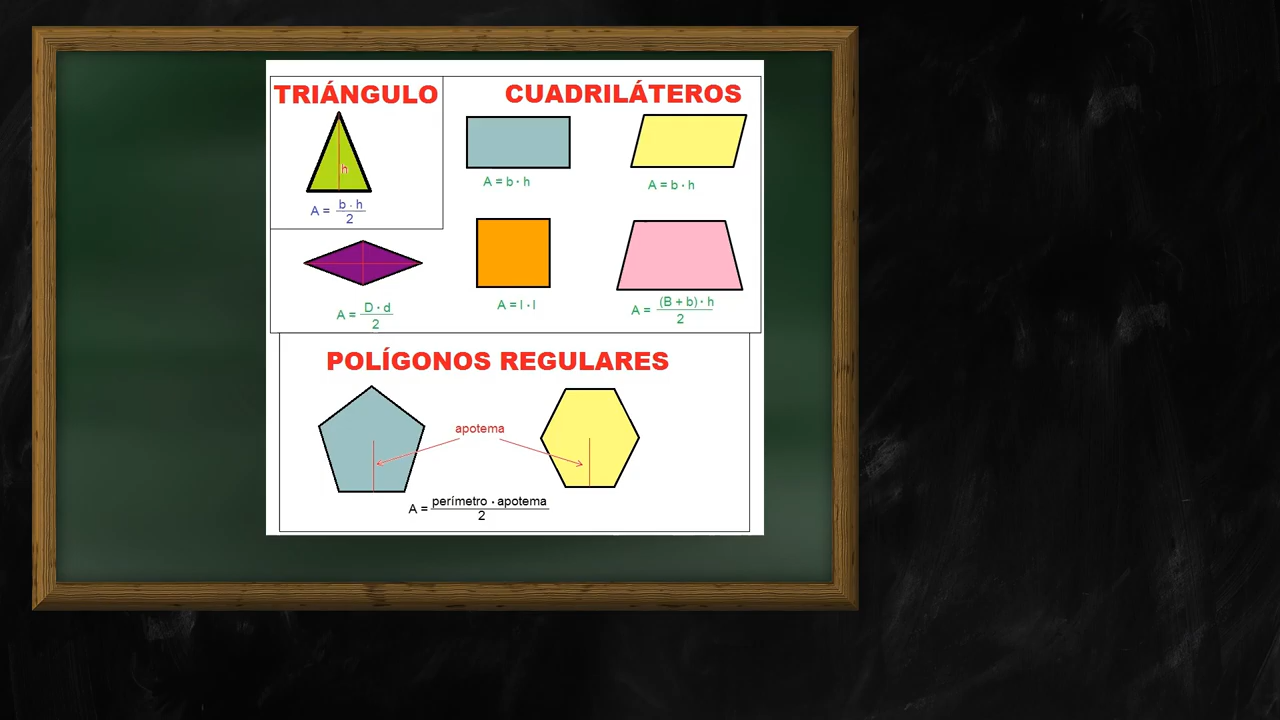 TRIÁNGULO
h
A = b · h
2
CUADRILÁTEROS
A = b · h
A = b · h
A = D · d
2
A = l · l
A = (B + b) · h
2
POLÍGONOS REGULARES
apotema
A = perímetro · apotema
2